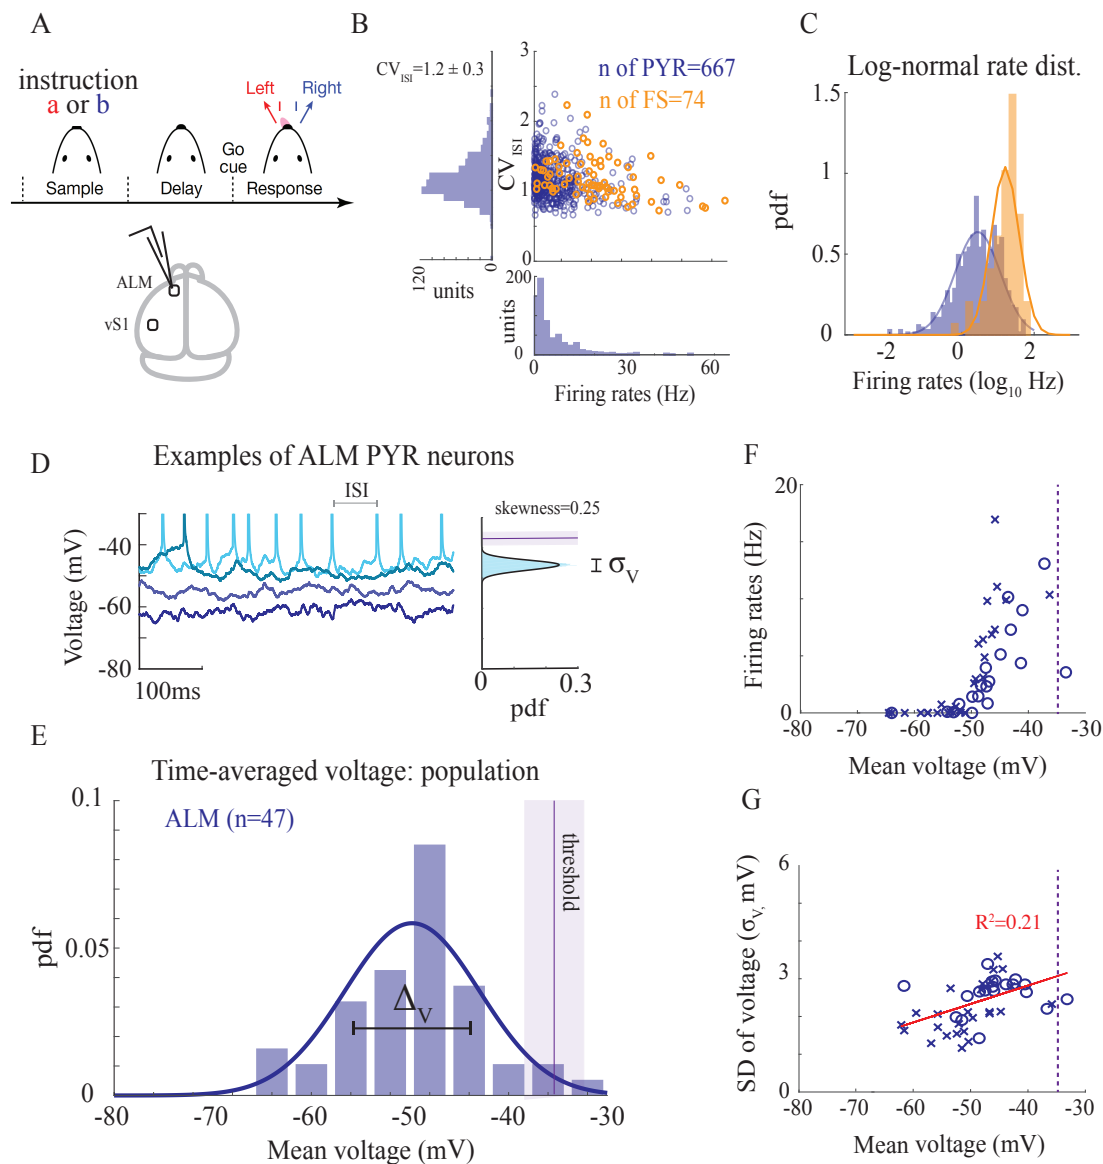 A
instruction
a or b
Left
Right
Go
cue
Sample
Delay
Response
ALM
vS1
B
CV_ISI=1.2 ± 0.3
n of PYR=667
n of FS=74
3
2
1
0
CV_ISI
120
0
units
200
0
units
0
20
40
60
Firing rates (Hz)
C
Log-normal rate dist.
1.5
1
0.5
0
pdf
-2
0
2
Firing rates (log₁₀ Hz)
D
Examples of ALM PYR neurons
ISI
-40
-60
-80
Voltage (mV)
100ms
skewness=0.25
σ_V
0
0.3
pdf
E
Time-averaged voltage: population
ALM (n=47)
threshold
Δ_V
0.1
0.05
0
pdf
-80
-70
-60
-50
-40
-30
Mean voltage (mV)
F
20
10
0
Firing rates (Hz)
-80
-70
-60
-50
-40
-30
Mean voltage (mV)
G
R²=0.21
6
3
0
SD of voltage (σ_V, mV)
-80
-70
-60
-50
-40
-30
Mean voltage (mV)